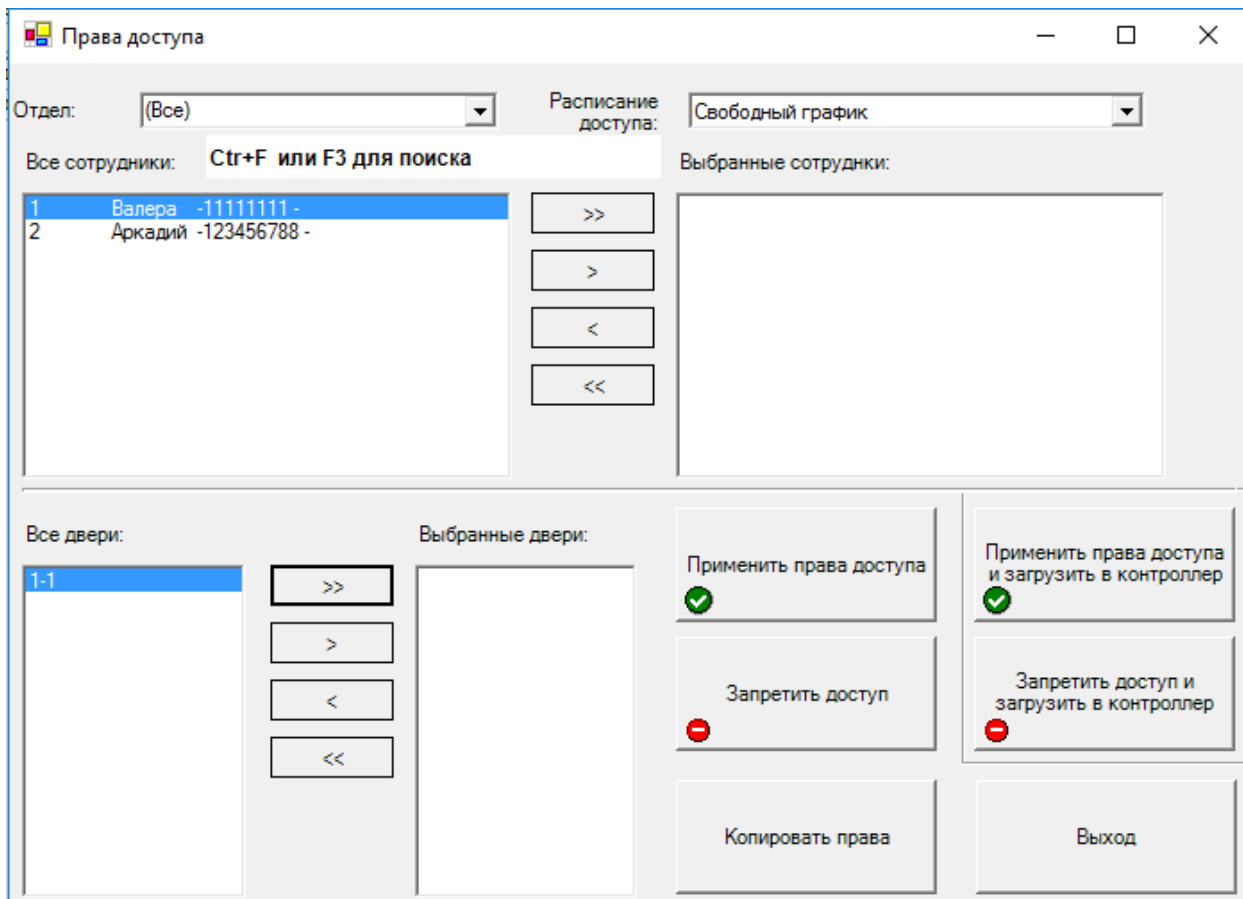 Права доступа
Отдел:
(Все)
Расписание
доступа:
Свободный график
Все сотрудники:
Ctr+F или F3 для поиска
Выбранные сотруднки:
1 Валера -11111111 -
2 Аркадий -123456788 -
>>
>
<
<<
Все двери:
Выбранные двери:
1-1
>>
>
<
<<
Применить права доступа
Применить права доступа
и загрузить в контроллер
Запретить доступ
Запретить доступ и
загрузить в контроллер
Копировать права
Выход